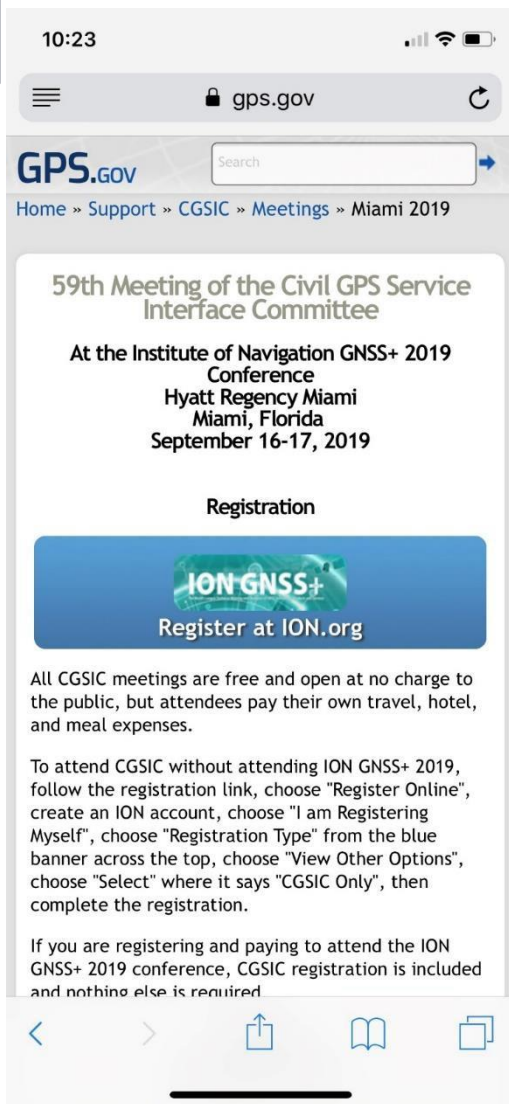 10:23
gps.gov
GPS.GOV
Search
Home » Support » CGSIC » Meetings » Miami 2019
59th Meeting of the Civil GPS Service
Interface Committee
At the Institute of Navigation GNSS+ 2019
Conference
Hyatt Regency Miami
Miami, Florida
September 16-17, 2019
Registration
ION GNSS+
Register at ION.org
All CGSIC meetings are free and open at no charge to
the public, but attendees pay their own travel, hotel,
and meal expenses.
To attend CGSIC without attending ION GNSS+ 2019,
follow the registration link, choose "Register Online",
create an ION account, choose "I am Registering
Myself", choose "Registration Type" from the blue
banner across the top, choose "View Other Options",
choose "Select" where it says "CGSIC Only", then
complete the registration.
If you are registering and paying to attend the ION
GNSS+ 2019 conference, CGSIC registration is included
and nothing else is required